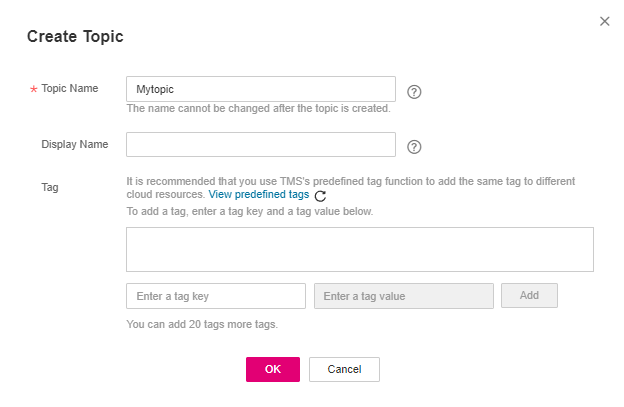 Create Topic
* Topic Name
Mytopic
?
The name cannot be changed after the topic is created.
Display Name
?
Tag
It is recommended that you use TMS's predefined tag function to add the same tag to different
cloud resources. View predefined tags
To add a tag, enter a tag key and a tag value below.
Enter a tag key
Enter a tag value
Add
You can add 20 tags more tags.
OK
Cancel